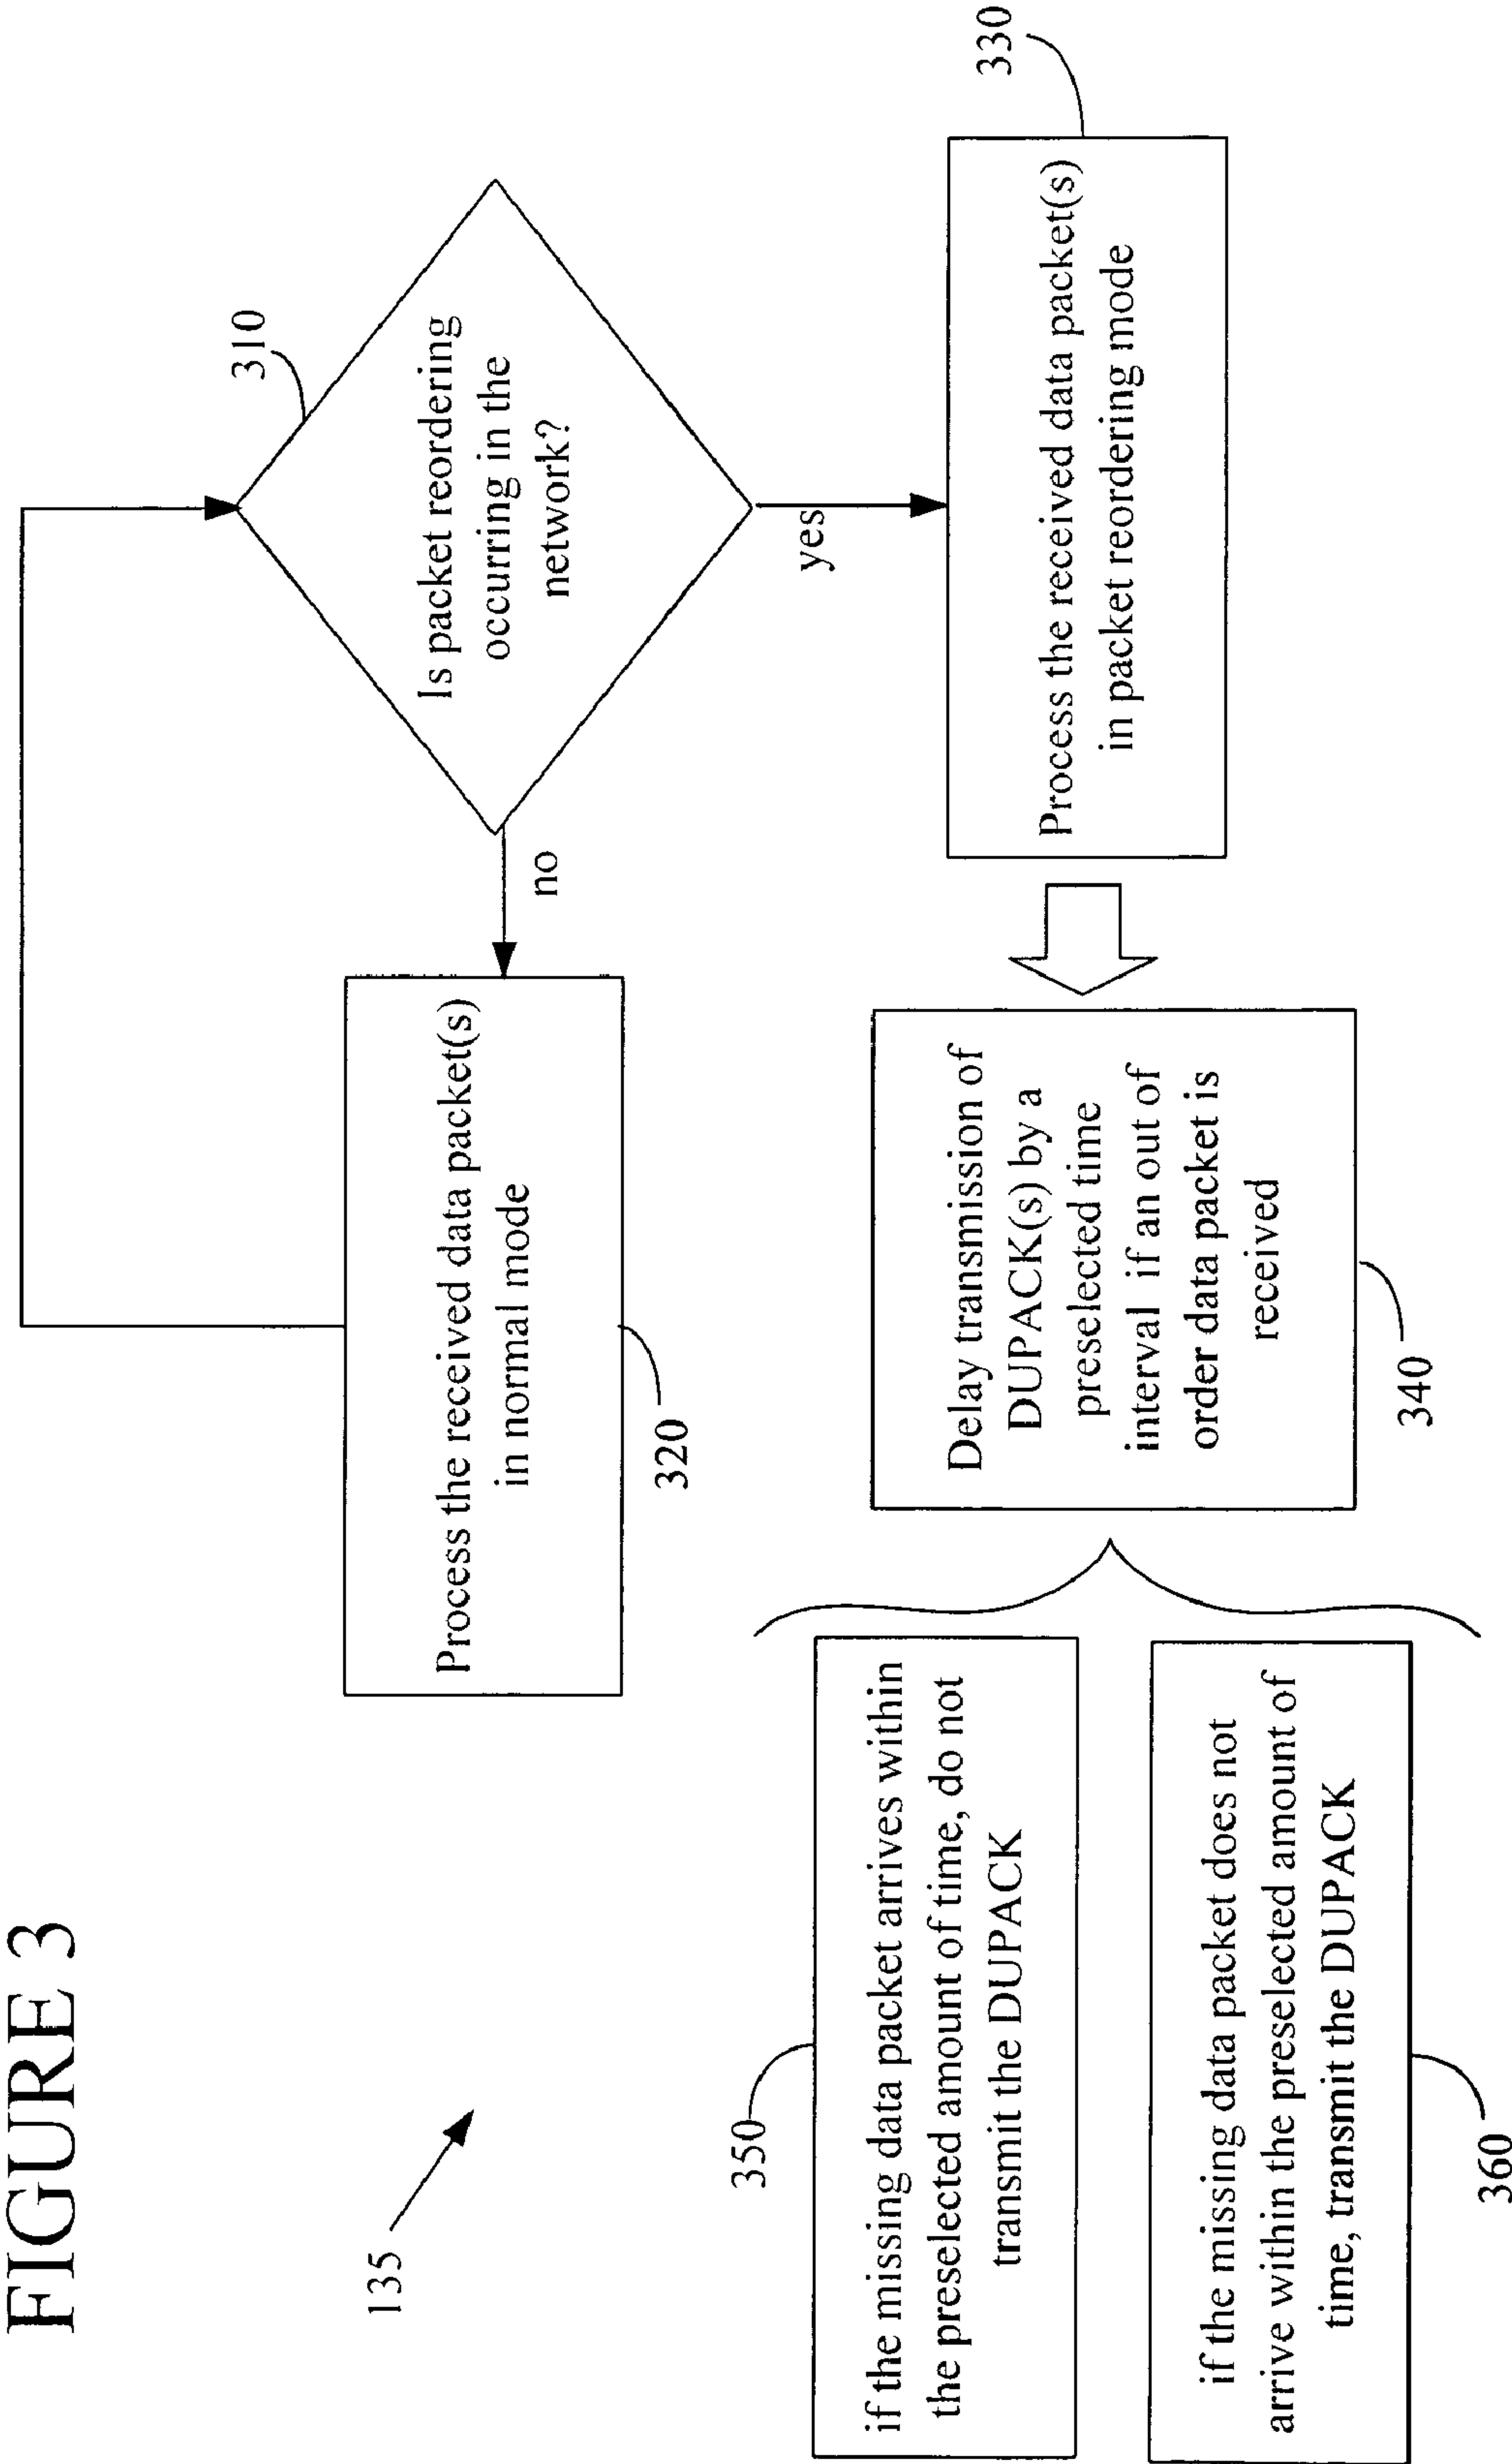 FIGURE 3
135
310
Is packet reordering
occurring in the
network?
no
yes
Process the received data packet(s)
in normal mode
320
Process the received data packet(s)
in packet reordering mode
330
Delay transmission of
DUPACK(s) by a
preselected time
interval if an out of
order data packet is
received
340
if the missing data packet arrives within
the preselected amount of time, do not
transmit the DUPACK
350
if the missing data packet does not
arrive within the preselected amount of
time, transmit the DUPACK
360